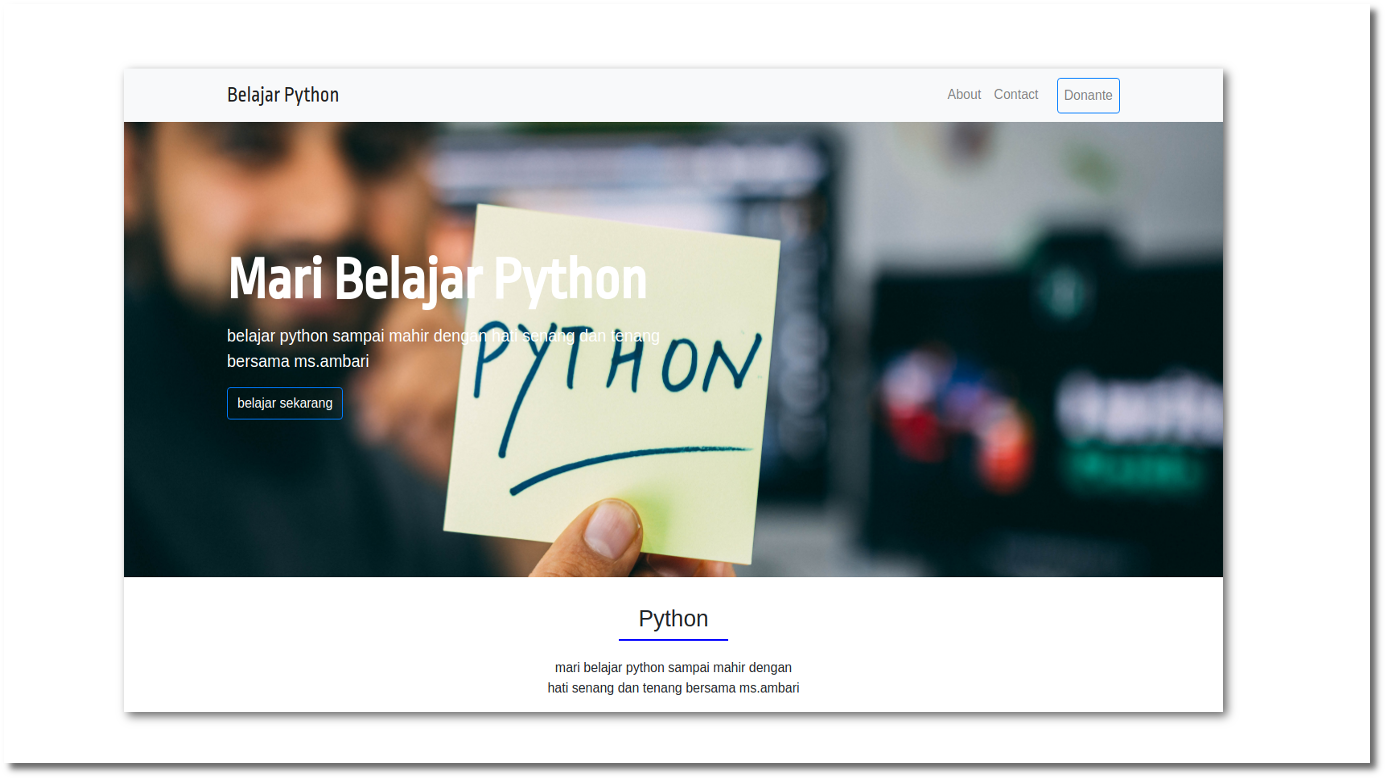 Belajar Python
About Contact Donante
Mari Belajar Python
belajar python sampai mahir dengan hati senang dan tenang
bersama ms.ambari
belajar sekarang
PYTHON
Python
mari belajar python sampai mahir dengan
hati senang dan tenang bersama ms.ambari